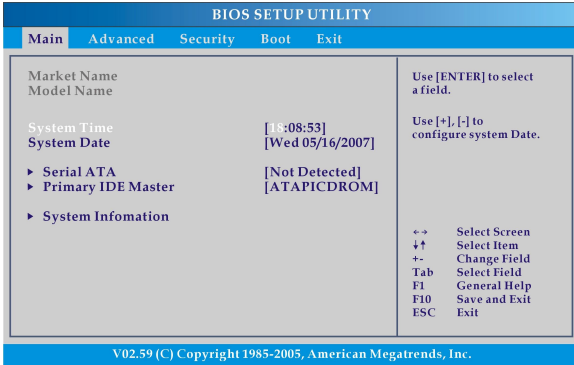 BIOS SETUP UTILITY
Main Advanced Security Boot Exit
Market Name
Model Name
System Time [18:08:53]
System Date [Wed 05/16/2007]
▸ Serial ATA [Not Detected]
▸ Primary IDE Master [ATAPICDROM]
▸ System Infomation
Use [ENTER] to select
a field.
Use [+], [-] to
configure system Date.
←→ Select Screen
↓↑ Select Item
+- Change Field
Tab Select Field
F1 General Help
F10 Save and Exit
ESC Exit
V02.59 (C) Copyright 1985-2005, American Megatrends, Inc.